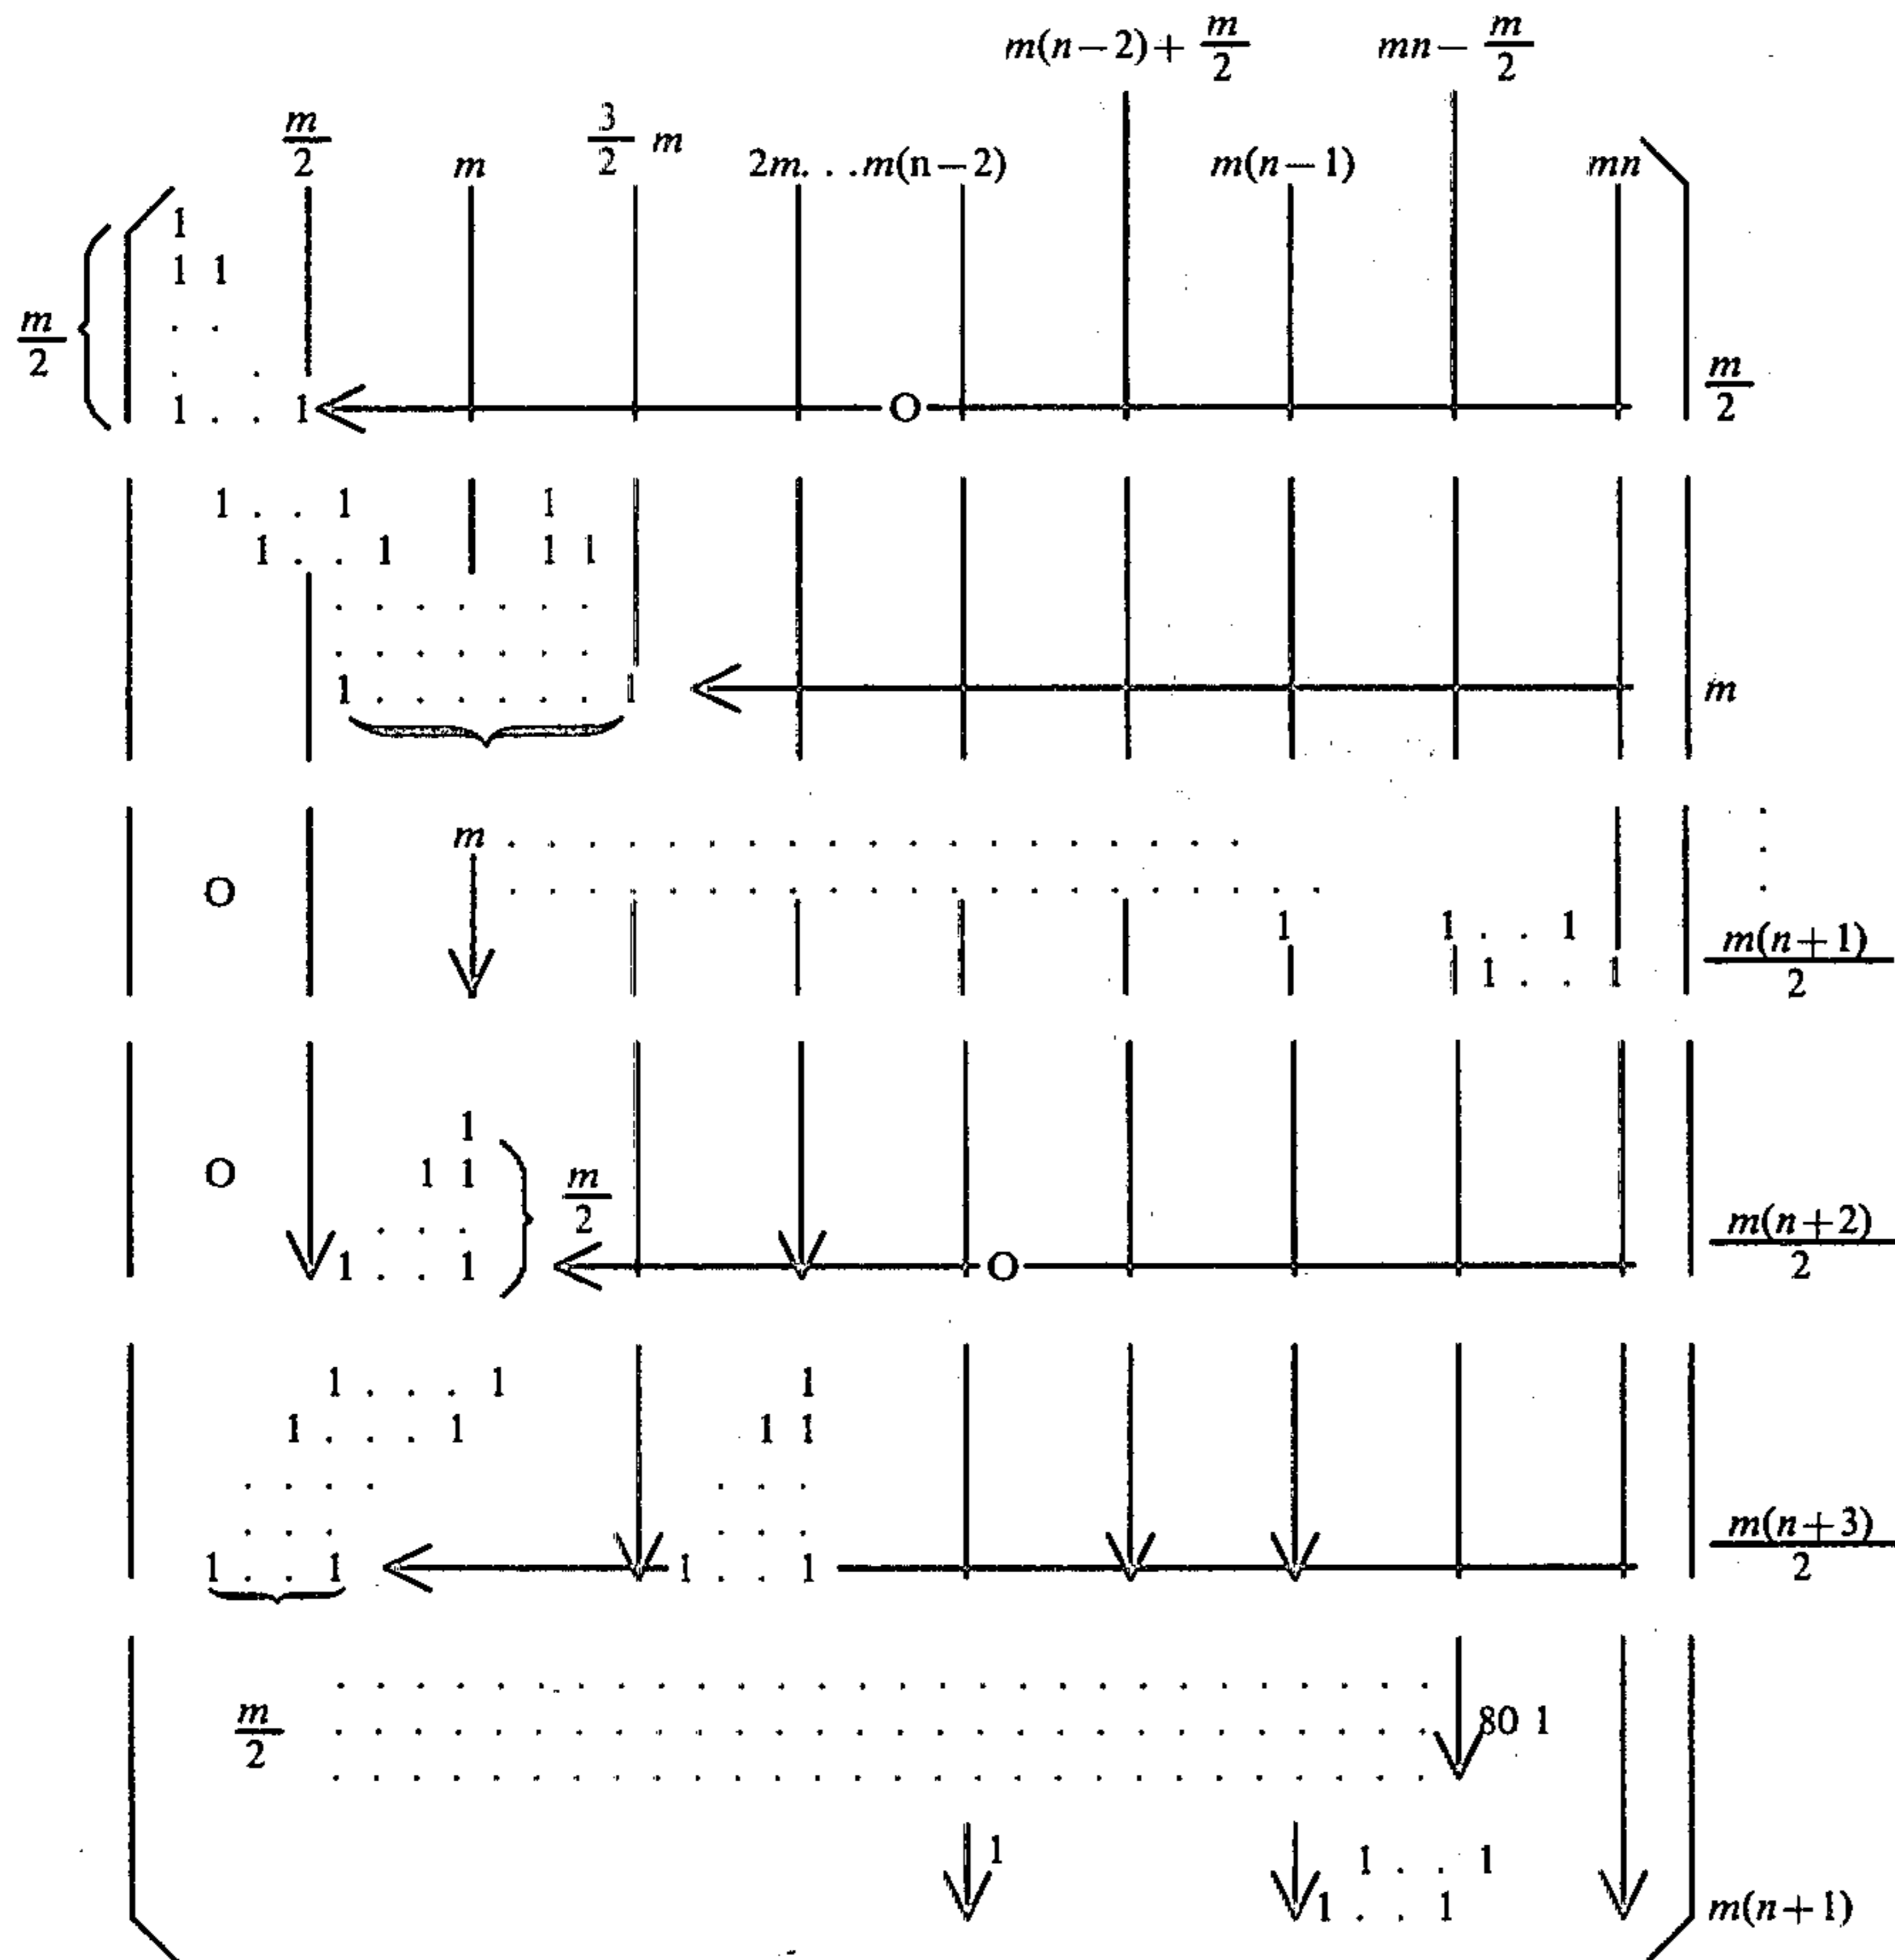 m(n−2)+ m/2 mn− m/2
m/2 m 3/2 m 2m. . .m(n−2) m(n−1) mn
1
1 1
. .
m/2 . . m/2
1 . . 1 O
1 . . 1 1
1 . . 1 1 1
. . . . . . .
. . . . . . .
1 . . . . . . 1 m
m . . . . . . . . . . . . . . . . . . .
O . . . . . . . . . . . . . . . . . . . . .
1 1 . . 1
1 . . 1 m(n+1)/2
1
O 1 1 m/2
. . . m(n+2)/2
1 . . 1 O
1 . . . 1 1
1 . . . 1 1 1
. . . . . . .
. . . . . . m(n+3)/2
1 . . 1 1 . . 1
. . . . . . . . . . . . . . . . . . . . . . . . . . . .
m/2 . . . . . . . . . . . . . . . . . . . . . . . . . . . . 80 1
. . . . . . . . . . . . . . . . . . . . . . . . . . . .
1 1 . . 1
1 . . 1 m(n+1)